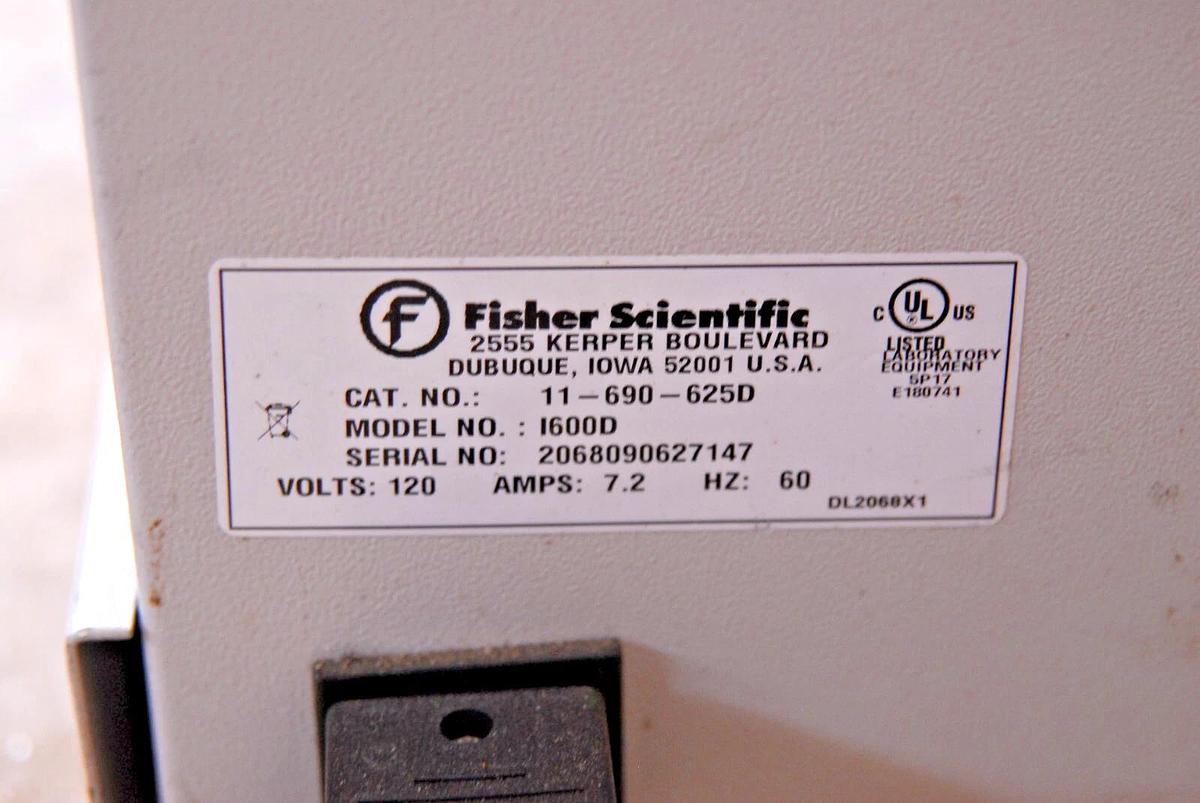 F Fisher Scientific
2555 KERPER BOULEVARD
DUBUQUE, IOWA 52001 U.S.A.
CAT. NO.: 11-690-625D
MODEL NO. : I600D
SERIAL NO: 2068090627147
VOLTS: 120 AMPS: 7.2 HZ: 60
C UL® US
LISTED
LABORATORY
EQUIPMENT
5P17
E180741
DL2068X1